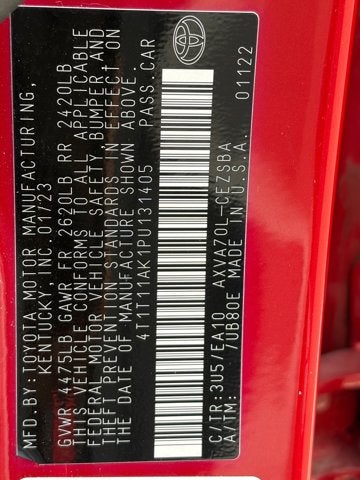 MFD. BY: TOYOTA MOTOR MANUFACTURING,
KENTUCKY, INC. 01/23
GVWR 4475LB GAWR FR 2620LB RR 2420LB
THIS VEHICLE CONFORMS TO ALL APPLICABLE
FEDERAL MOTOR VEHICLE SAFETY, BUMPER AND
THEFT PREVENTION STANDARDS IN EFFECT ON
THE DATE OF MANUFACTURE SHOWN ABOVE.
4T1T11AK1PU131405 PASS. CAR
C/TR: 3U5/EA10 AXVA70L-CEZSBA 01122
A/TM: 7UB80E MADE IN U.S.A.